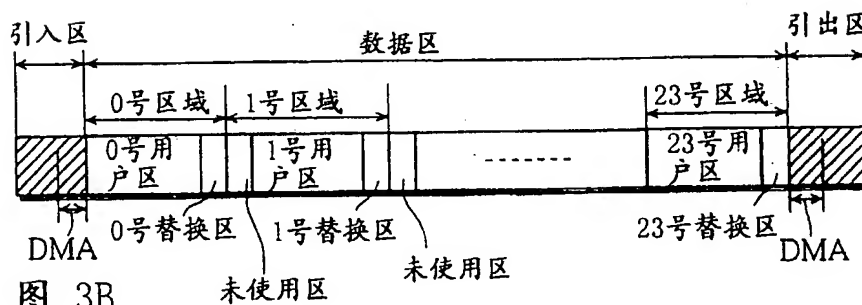 引入区
数据区
引出区
0号区域
1号区域
23号区域
0号用
户区
1号用
户区
23号用
户区
DMA
0号替换区
1号替换区
23号替换区
DMA
未使用区
未使用区
图 3B